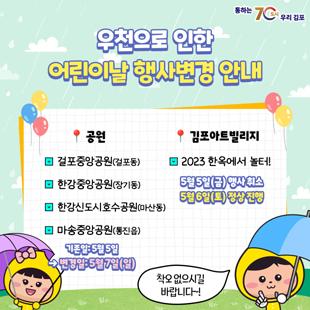 통하는 70 도시 우리 김포
우천으로 인한
어린이날 행사변경 안내
공원
걸포중앙공원(걸포동)
한강중앙공원(장기동)
한강신도시호수공원(마산동)
마송중앙공원(통진읍)
기존일: 5월 5일
→ 변경일: 5월 7일(일)
김포아트빌리지
2023 한옥에서 놀터!
5월 5일(금) 행사 취소
5월 6일(토) 정상 진행
착오 없으시길
바랍니다~!